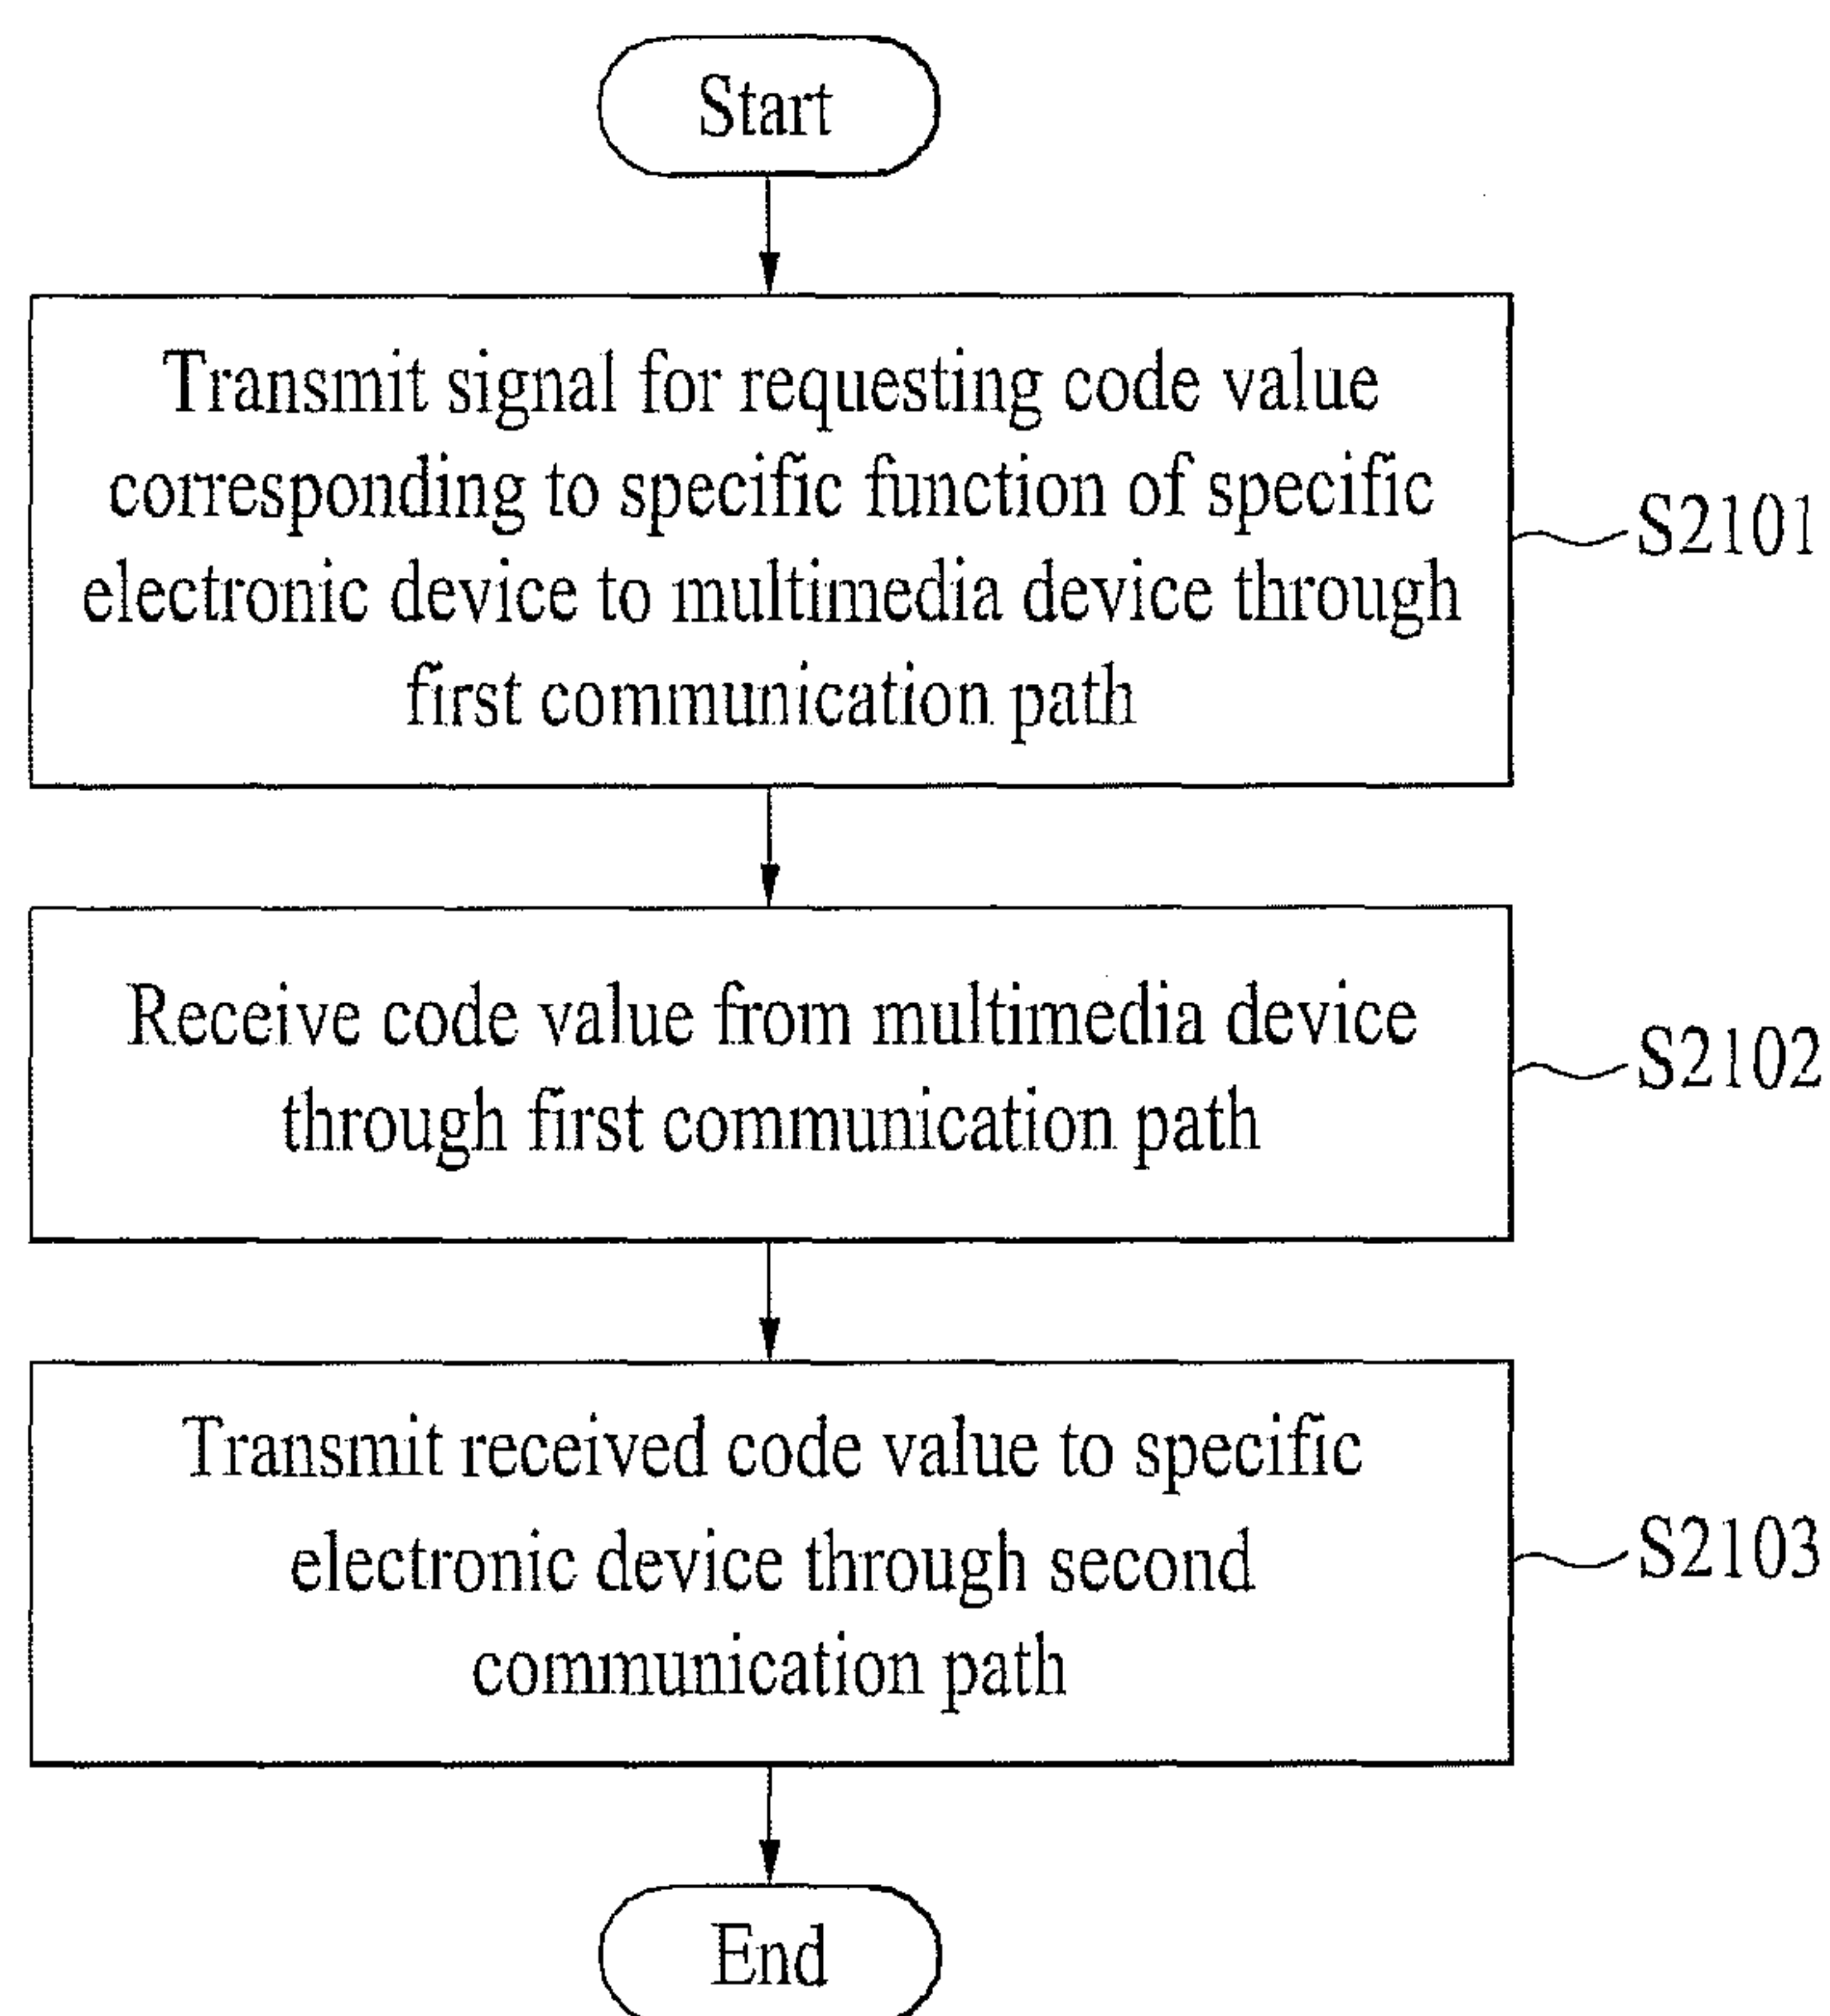 Start
Transmit signal for requesting code value
corresponding to specific function of specific
electronic device to multimedia device through
first communication path
S2101
Receive code value from multimedia device
through first communication path
S2102
Transmit received code value to specific
electronic device through second
communication path
S2103
End